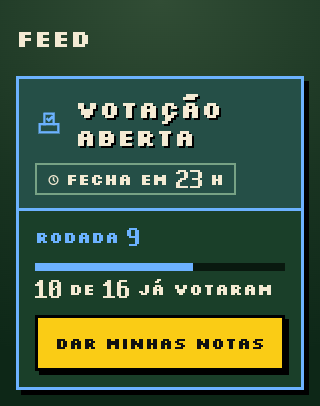 FEED
VOTAÇÃO
ABERTA
FECHA EM 23 H
RODADA 9
10 DE 16 JÁ VOTARAM
DAR MINHAS NOTAS